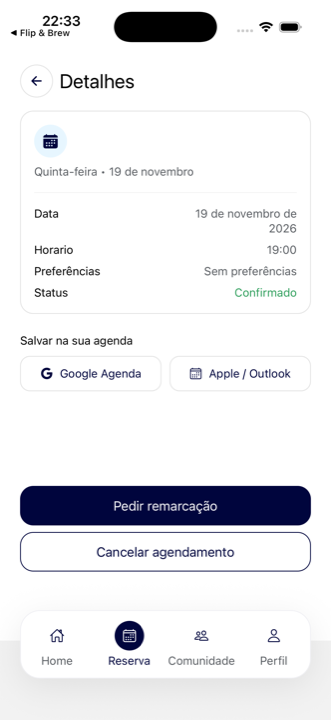 22:33
◀ Flip & Brew
Detalhes
Quinta-feira • 19 de novembro
Data
19 de novembro de
2026
Horario
19:00
Preferências
Sem preferências
Status
Confirmado
Salvar na sua agenda
Google Agenda
Apple / Outlook
Pedir remarcação
Cancelar agendamento
Home
Reserva
Comunidade
Perfil